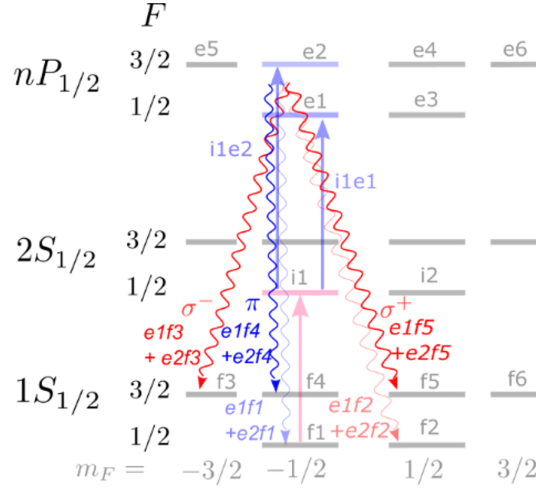 F
nP1/2
3/2 e5 e2 e4 e6
1/2 e1 e3
i1e2 i1e1
2S1/2
3/2
1/2 i1 i2
σ− π σ+
e1f3 e1f4 e1f5
+ e2f3 +e2f4 +e2f5
1S1/2
3/2 f3 f4 f5 f6
e1f1 e1f2
+e2f1 +e2f2
1/2 f1 f2
mF = −3/2 −1/2 1/2 3/2